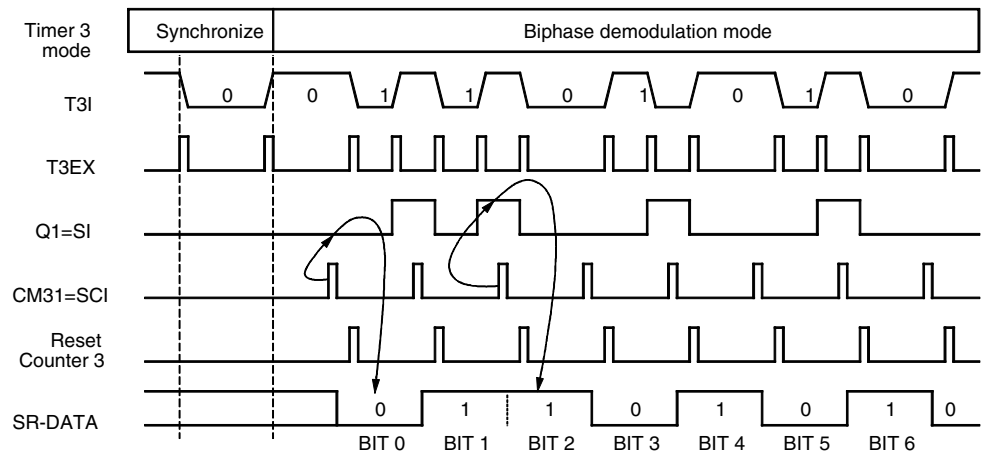 Timer 3
mode
Synchronize
Biphase demodulation mode
T3I
0 0 1 1 0 1 0 1 0
T3EX
Q1=SI
CM31=SCI
Reset
Counter 3
SR-DATA
0 1 1 0 1 0 1 0
BIT 0 BIT 1 BIT 2 BIT 3 BIT 4 BIT 5 BIT 6